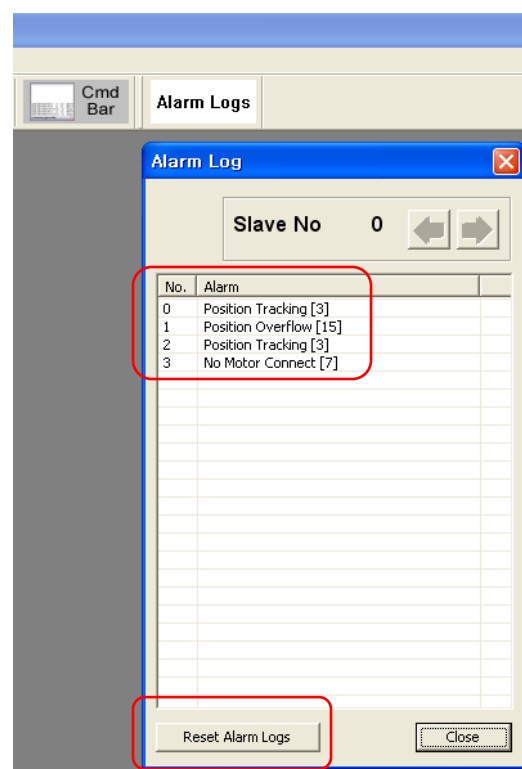 Cmd
Bar
Alarm Logs
Alarm Log
Slave No 0
No. Alarm
0 Position Tracking [3]
1 Position Overflow [15]
2 Position Tracking [3]
3 No Motor Connect [7]
Reset Alarm Logs Close